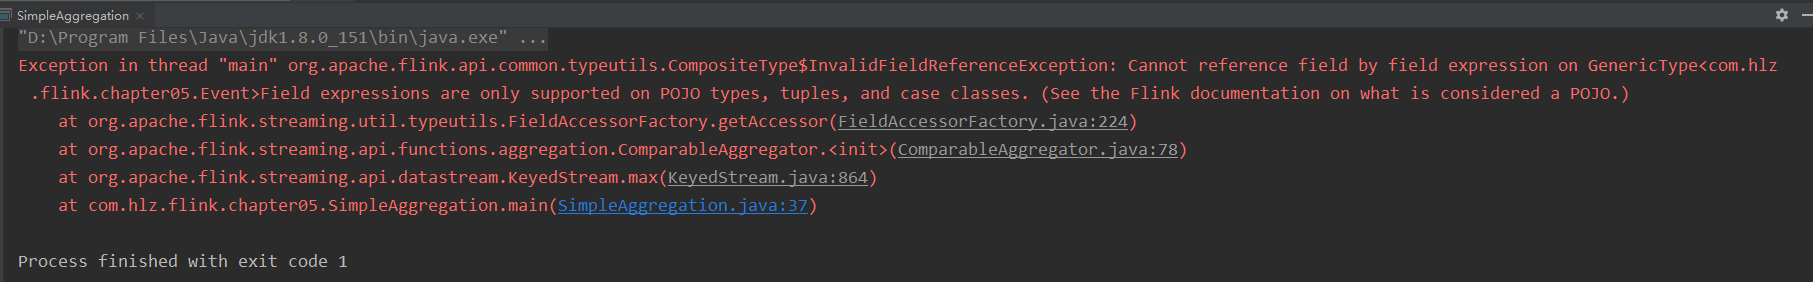 SimpleAggregation ×
"D:\Program Files\Java\jdk1.8.0_151\bin\java.exe" ...
Exception in thread "main" org.apache.flink.api.common.typeutils.CompositeType$InvalidFieldReferenceException: Cannot reference field by field expression on GenericType<com.hlz
.flink.chapter05.Event>Field expressions are only supported on POJO types, tuples, and case classes. (See the Flink documentation on what is considered a POJO.)
at org.apache.flink.streaming.util.typeutils.FieldAccessorFactory.getAccessor(FieldAccessorFactory.java:224)
at org.apache.flink.streaming.api.functions.aggregation.ComparableAggregator.<init>(ComparableAggregator.java:78)
at org.apache.flink.streaming.api.datastream.KeyedStream.max(KeyedStream.java:864)
at com.hlz.flink.chapter05.SimpleAggregation.main(SimpleAggregation.java:37)
Process finished with exit code 1